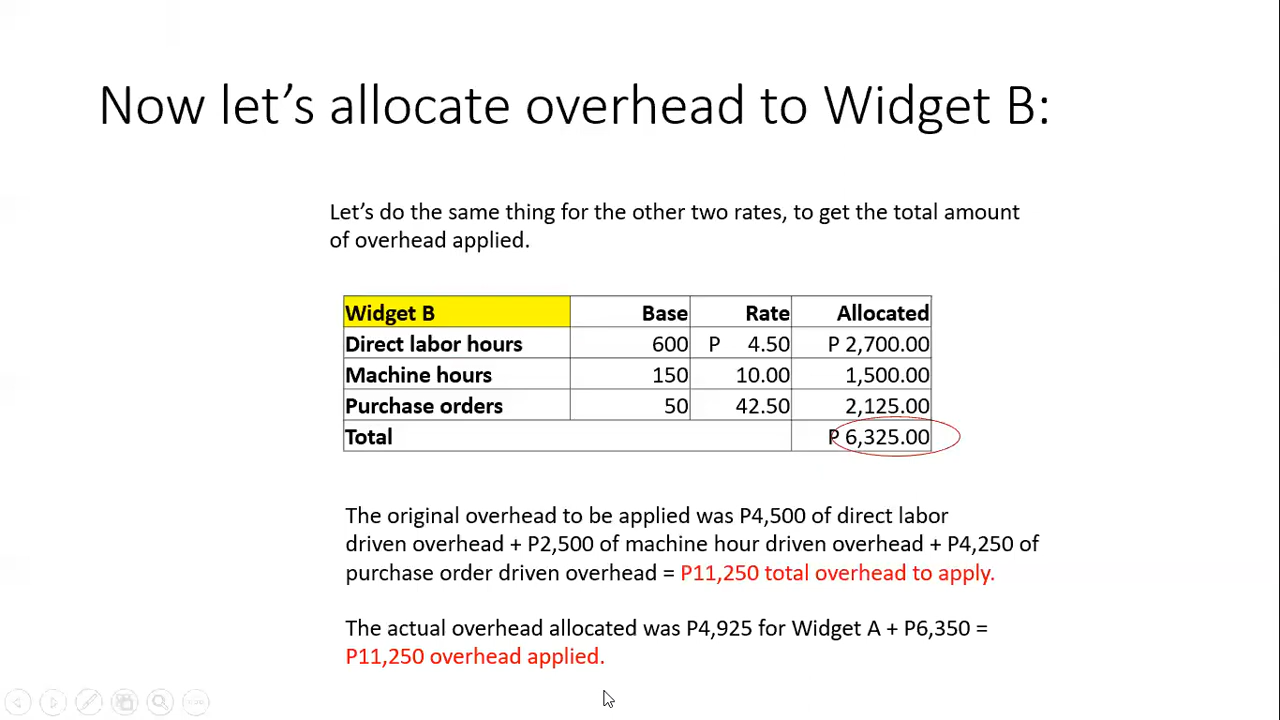 Now let's allocate overhead to Widget B:
Let's do the same thing for the other two rates, to get the total amount
of overhead applied.
Widget B Base Rate Allocated
Direct labor hours 600 P 4.50 P 2,700.00
Machine hours 150 10.00 1,500.00
Purchase orders 50 42.50 2,125.00
Total P 6,325.00
The original overhead to be applied was P4,500 of direct labor
driven overhead + P2,500 of machine hour driven overhead + P4,250 of
purchase order driven overhead = P11,250 total overhead to apply.
The actual overhead allocated was P4,925 for Widget A + P6,350 =
P11,250 overhead applied.